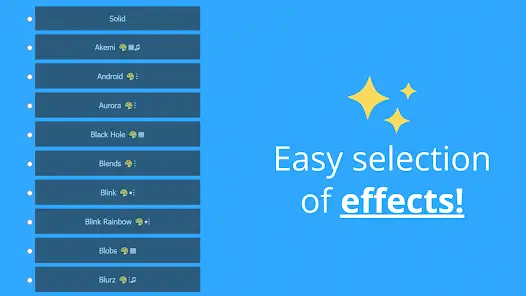 Solid
Akemi 🎨▦♫
Android 🎨⋮
Aurora 🎨⋮
Black Hole 🎨▦
Blends 🎨⋮
Blink 🎨•⋮
Blink Rainbow 🎨•⋮
Blobs 🎨▦
Blurz 🎨⋮♫
Easy selection
of effects!